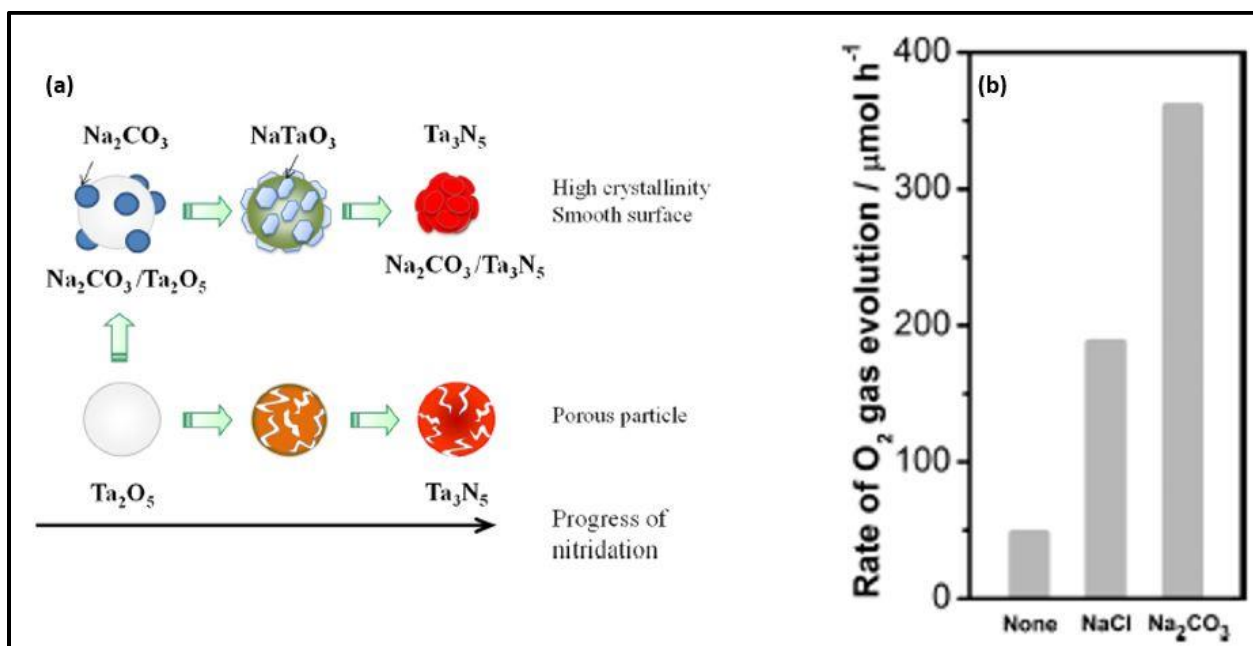 (a)
Na₂CO₃
NaTaO₃
Ta₃N₅
High crystallinity
Smooth surface
Na₂CO₃/Ta₂O₅
Na₂CO₃/Ta₃N₅
Porous particle
Ta₂O₅
Ta₃N₅
Progress of
nitridation
(b)
Rate of O₂ gas evolution / μmol h⁻¹
400
300
200
100
0
None
NaCl
Na₂CO₃